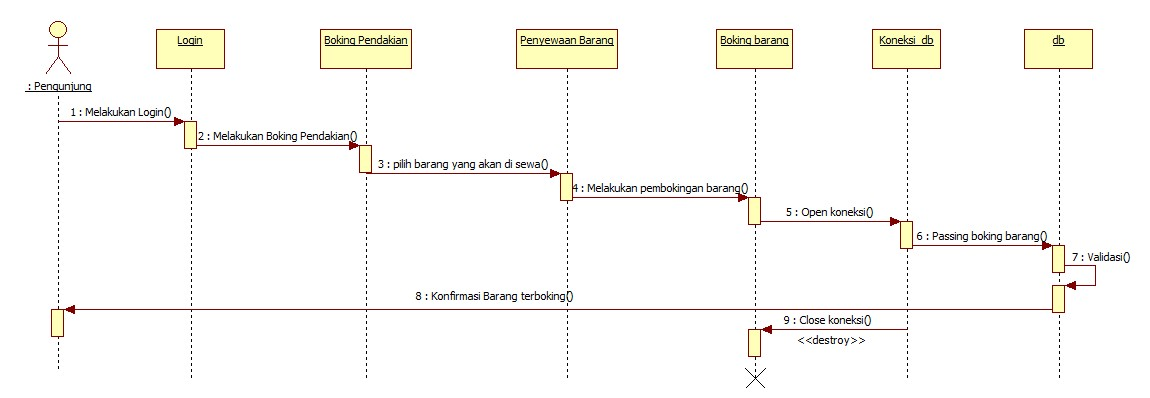 Login
Boking Pendakian
Penyewaan Barang
Boking barang
Koneksi_db
db
: Pengunjung
1 : Melakukan Login()
2 : Melakukan Boking Pendakian()
3 : pilih barang yang akan di sewa()
4 : Melakukan pembokingan barang()
5 : Open koneksi()
6 : Passing boking barang()
7 : Validasi()
8 : Konfirmasi Barang terboking()
9 : Close koneksi()
<<destroy>>